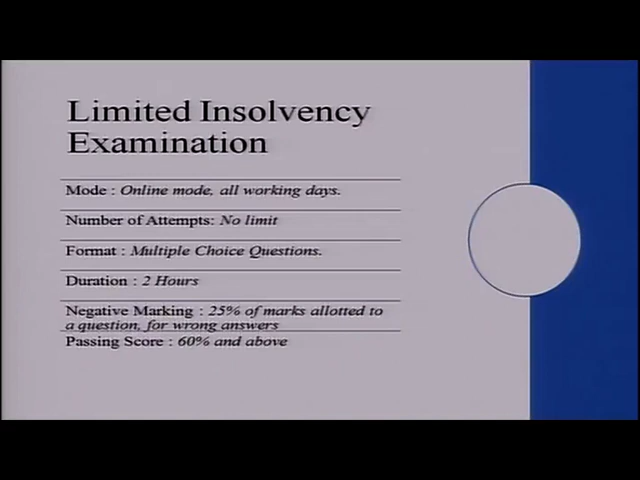 Limited Insolvency
Examination
Mode : Online mode, all working days.
Number of Attempts: No limit
Format : Multiple Choice Questions.
Duration : 2 Hours
Negative Marking : 25% of marks allotted to
a question, for wrong answers
Passing Score : 60% and above